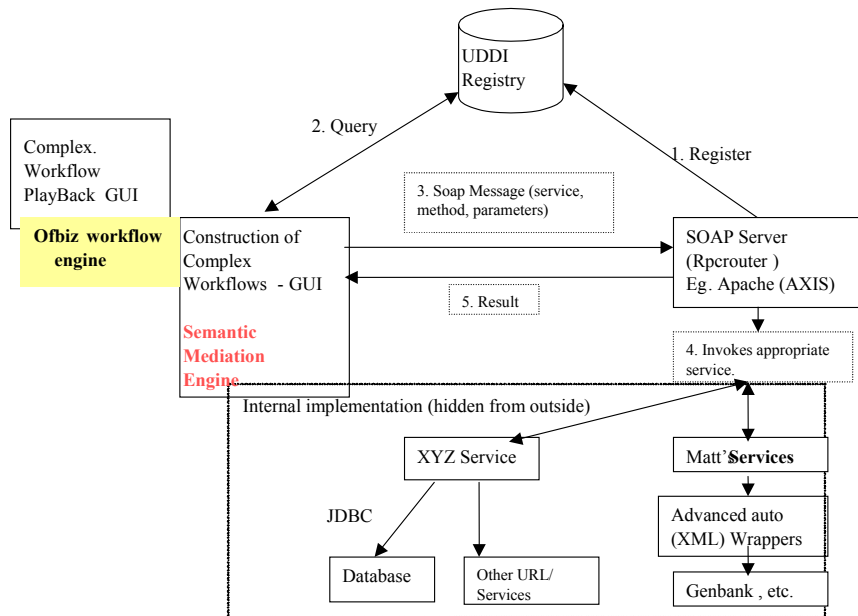 UDDI
Registry
2. Query
1. Register
Complex.
Workflow
PlayBack GUI
3. Soap Message (service,
method, parameters)
Ofbiz workflow
engine
Construction of
Complex
Workflows - GUI
Semantic
Mediation
Engine
SOAP Server
(Rpcrouter )
Eg. Apache (AXIS)
5. Result
4. Invokes appropriate
service.
Internal implementation (hidden from outside)
XYZ Service
Matt'sServices
JDBC
Advanced auto
(XML) Wrappers
Database
Other URL/
Services
Genbank , etc.